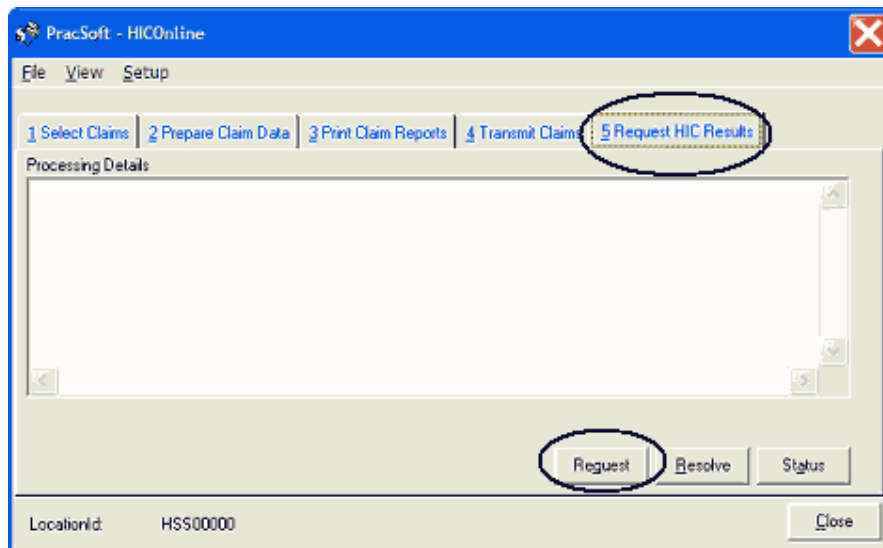 PracSoft - HICOnline
File View Setup
1 Select Claims 2 Prepare Claim Data 3 Print Claim Reports 4 Transmit Claims 5 Request HIC Results
Processing Details
Request Resolve Status
LocationId: HSS00000 Close